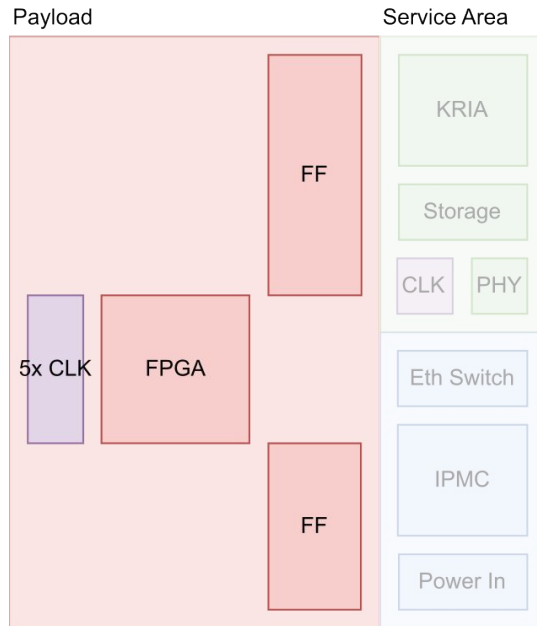 Payload
Service Area
FF
KRIA
Storage
CLK
PHY
5x CLK
FPGA
Eth Switch
IPMC
FF
Power In